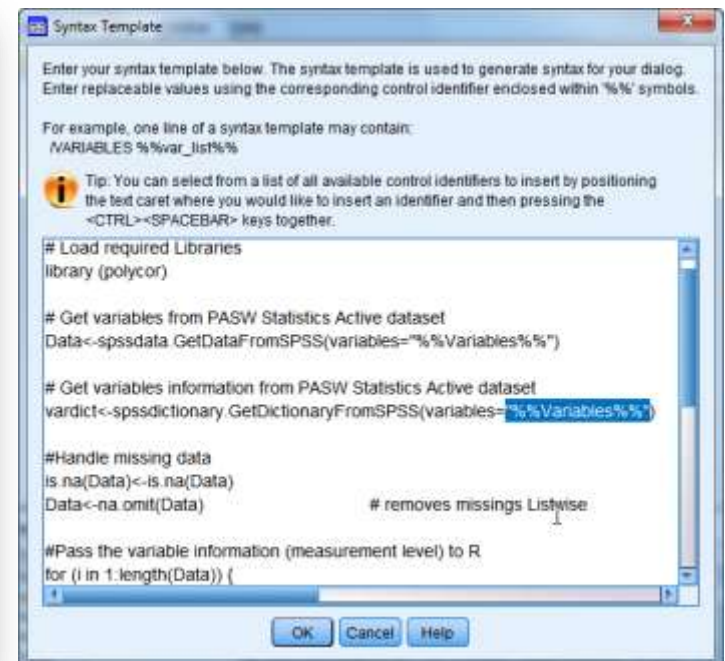 Syntax Template
Enter your syntax template below. The syntax template is used to generate syntax for your dialog.
Enter replaceable values using the corresponding control identifier enclosed within '%%' symbols.
For example, one line of a syntax template may contain:
/VARIABLES %%var_list%%
Tip: You can select from a list of all available control identifiers to insert by positioning
the text caret where you would like to insert an identifier and then pressing the
<CTRL><SPACEBAR> keys together.
# Load required Libraries
library (polycor)
# Get variables from PASW Statistics Active dataset
Data<-spssdata.GetDataFromSPSS(variables="%%Variables%%")
# Get variables information from PASW Statistics Active dataset
vardict<-spssdictionary.GetDictionaryFromSPSS(variables="%%Variables%%")
#Handle missing data
is.na(Data)<-is.na(Data)
Data<-na.omit(Data) # removes missings Listwise
#Pass the variable information (measurement level) to R
for (i in 1:length(Data)) {
OK Cancel Help